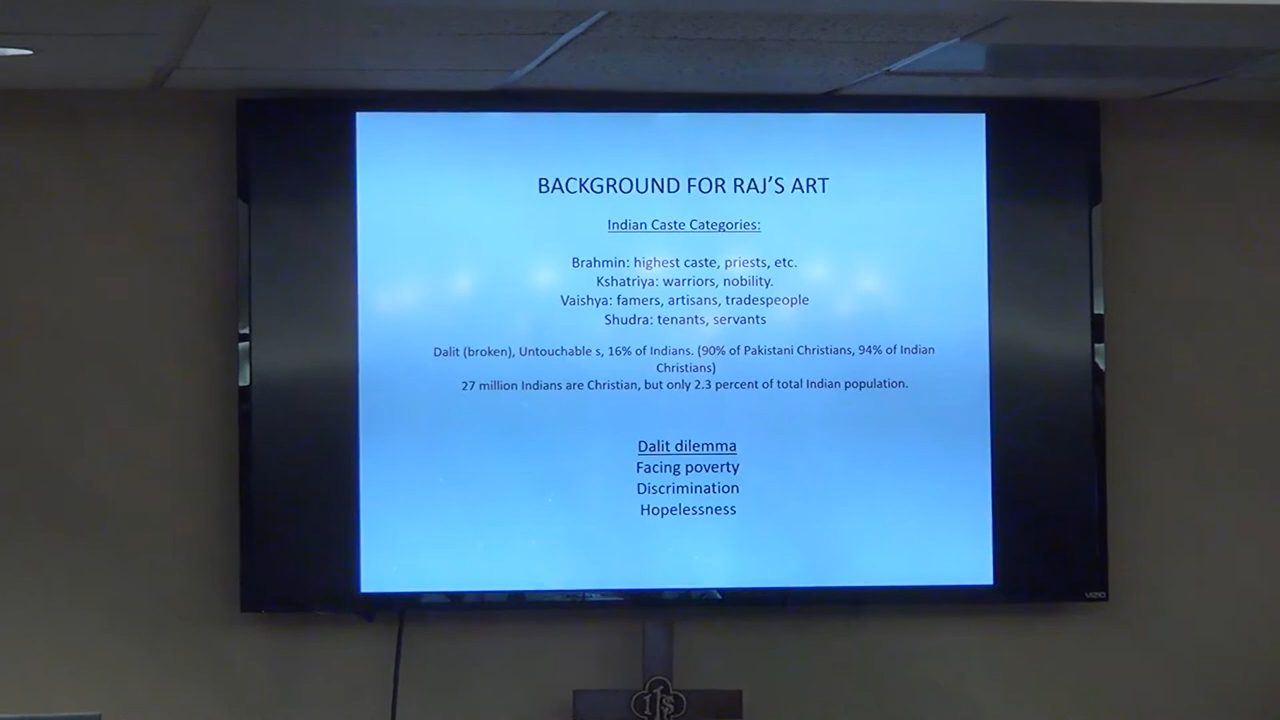 BACKGROUND FOR RAJ'S ART
Indian Caste Categories:
Brahmin: highest caste, priests, etc.
Kshatriya: warriors, nobility.
Vaishya: famers, artisans, tradespeople
Shudra: tenants, servants
Dalit (broken), Untouchable s, 16% of Indians. (90% of Pakistani Christians, 94% of Indian
Christians)
27 million Indians are Christian, but only 2.3 percent of total Indian population.
Dalit dilemma
Facing poverty
Discrimination
Hopelessness
VIZIO
IHS